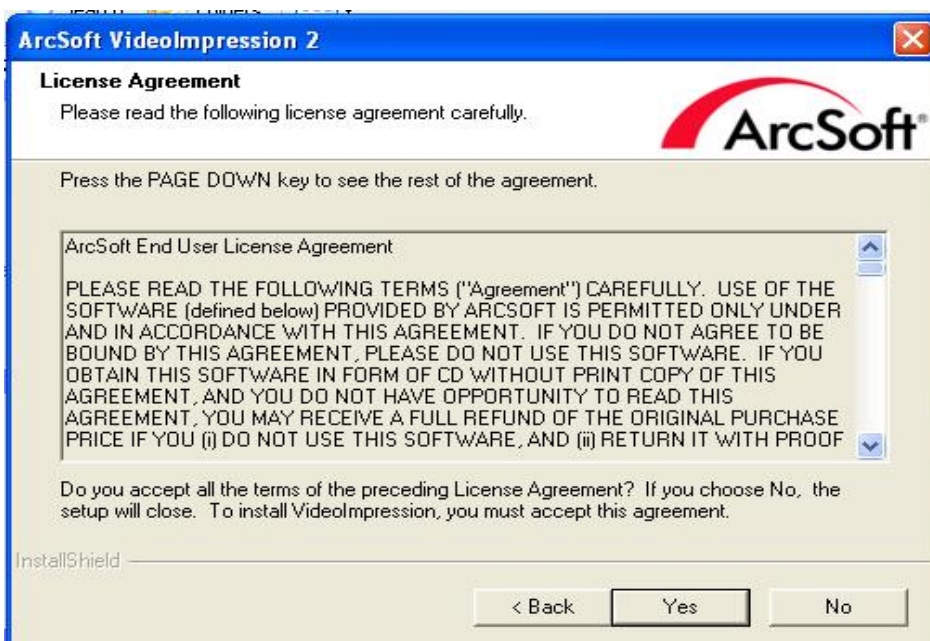 ArcSoft VideoImpression 2
License Agreement
Please read the following license agreement carefully.
ArcSoft®
Press the PAGE DOWN key to see the rest of the agreement.
ArcSoft End User License Agreement
PLEASE READ THE FOLLOWING TERMS ("Agreement") CAREFULLY. USE OF THE
SOFTWARE (defined below) PROVIDED BY ARCSOFT IS PERMITTED ONLY UNDER
AND IN ACCORDANCE WITH THIS AGREEMENT. IF YOU DO NOT AGREE TO BE
BOUND BY THIS AGREEMENT, PLEASE DO NOT USE THIS SOFTWARE. IF YOU
OBTAIN THIS SOFTWARE IN FORM OF CD WITHOUT PRINT COPY OF THIS
AGREEMENT, AND YOU DO NOT HAVE OPPORTUNITY TO READ THIS
AGREEMENT, YOU MAY RECEIVE A FULL REFUND OF THE ORIGINAL PURCHASE
PRICE IF YOU (i) DO NOT USE THIS SOFTWARE, AND (ii) RETURN IT WITH PROOF
Do you accept all the terms of the preceding License Agreement? If you choose No, the
setup will close. To install VideoImpression, you must accept this agreement.
InstallShield
< Back
Yes
No